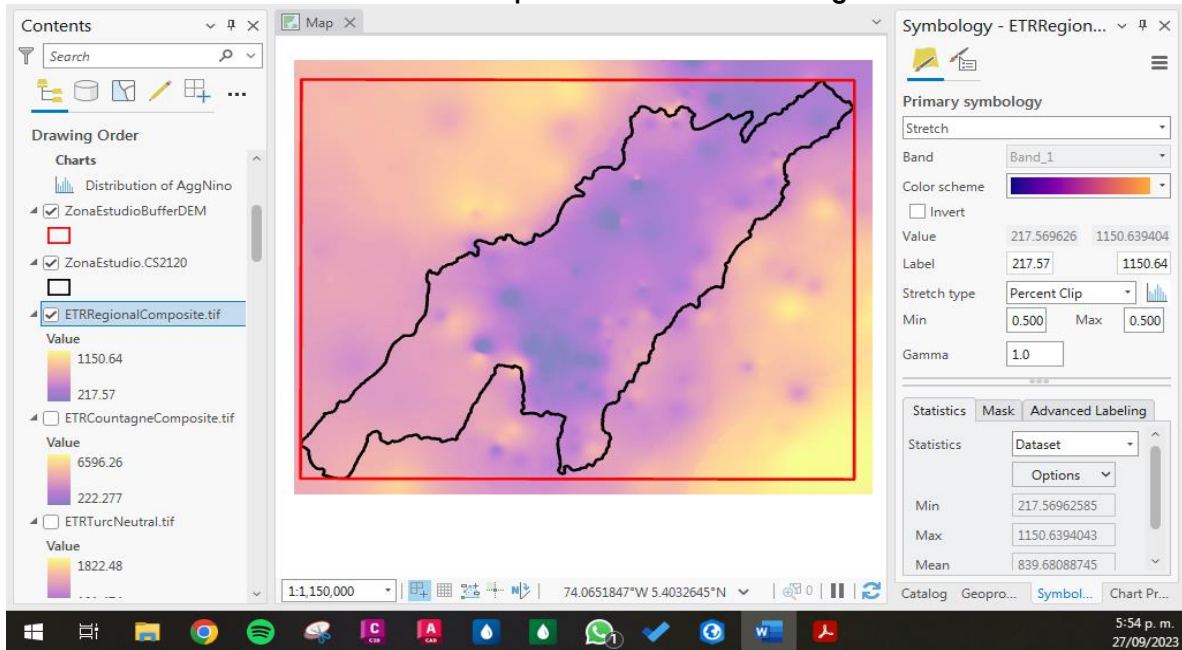 Contents
Search
Drawing Order
Charts
Distribution of AggNino
ZonaEstudioBufferDEM
ZonaEstudio.CS2120
ETRRegionalComposite.tif
Value
1150.64
217.57
ETRCountagneComposite.tif
Value
6596.26
222.277
ETRTurcNeutral.tif
Value
1822.48
Map
1:1,150,000
74.0651847°W 5.4032645°N
0
Symbology - ETRRegion...
Primary symbology
Stretch
Band Band_1
Color scheme
Invert
Value 217.569626 1150.639404
Label 217.57 1150.64
Stretch type Percent Clip
Min 0.500 Max 0.500
Gamma 1.0
Statistics Mask Advanced Labeling
Statistics Dataset
Options
Min 217.56962585
Max 1150.6394043
Mean 839.68088745
Catalog Geopro... Symbol... Chart Pr...
C
C3D
A
CAD
1
W
5:54 p. m.
27/09/2023